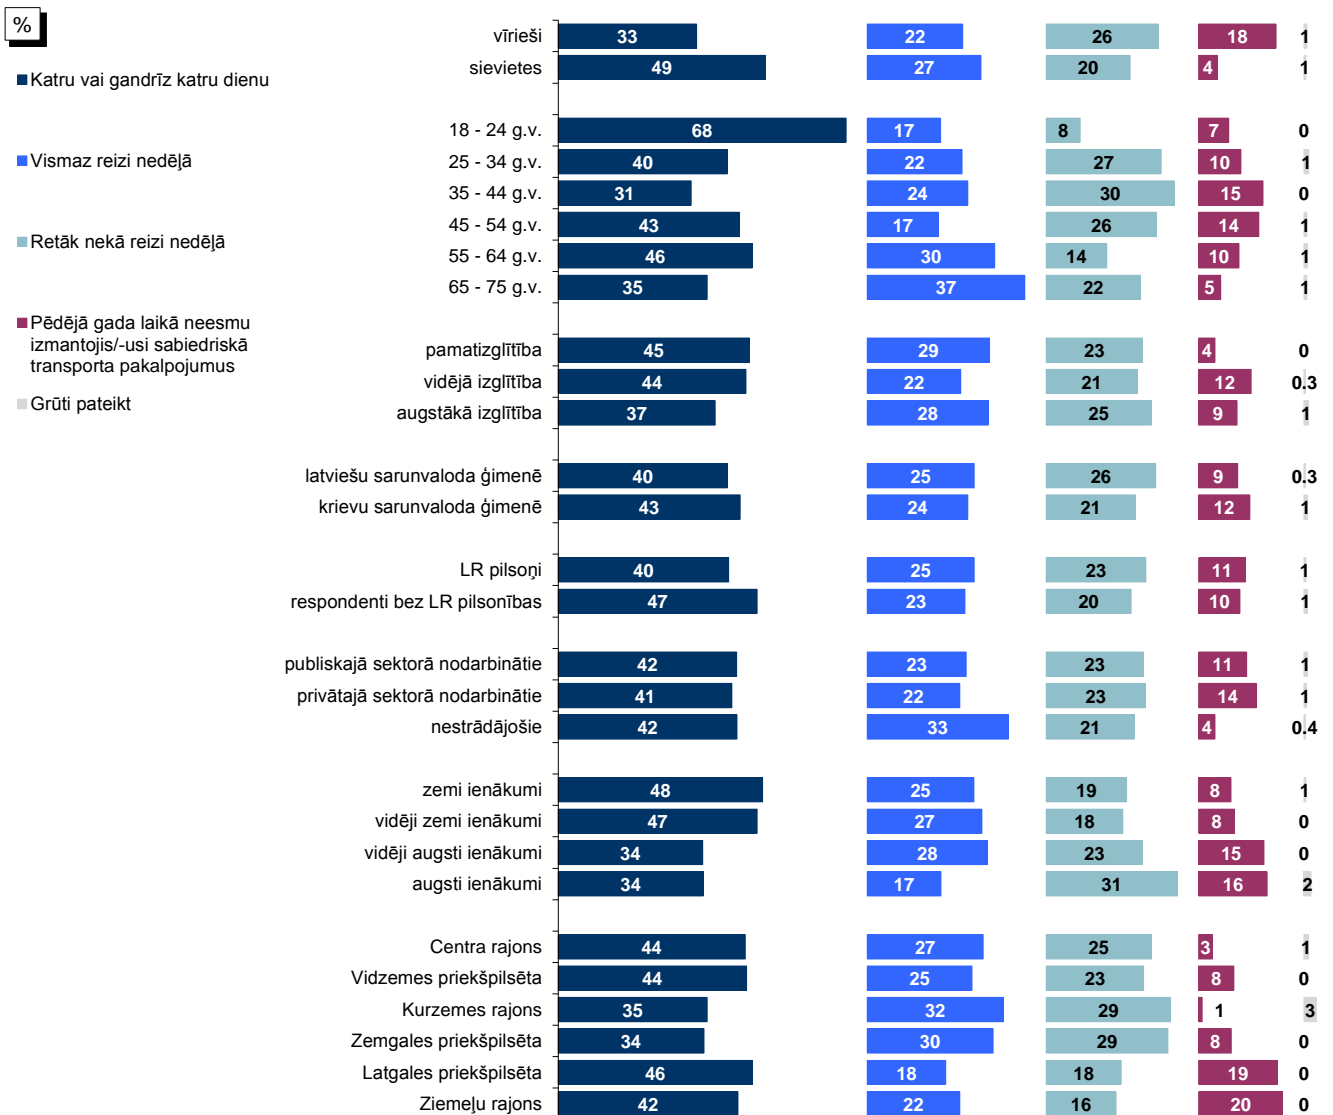 %
Katru vai gandrīz katru dienu
Vismaz reizi nedēļā
Retāk nekā reizi nedēļā
Pēdējā gada laikā neesmu
izmantojis/-usi sabiedriskā
transporta pakalpojumus
Grūti pateikt
vīrieši 33 22 26 18 1
sievietes 49 27 20 4 1
18 - 24 g.v. 68 17 8 7 0
25 - 34 g.v. 40 22 27 10 1
35 - 44 g.v. 31 24 30 15 0
45 - 54 g.v. 43 17 26 14 1
55 - 64 g.v. 46 30 14 10 1
65 - 75 g.v. 35 37 22 5 1
pamatizglītība 45 29 23 4 0
vidējā izglītība 44 22 21 12 0.3
augstākā izglītība 37 28 25 9 1
latviešu sarunvaloda ģimenē 40 25 26 9 0.3
krievu sarunvaloda ģimenē 43 24 21 12 1
LR pilsoņi 40 25 23 11 1
respondenti bez LR pilsonības 47 23 20 10 1
publiskajā sektorā nodarbinātie 42 23 23 11 1
privātajā sektorā nodarbinātie 41 22 23 14 1
nestrādājošie 42 33 21 4 0.4
zemi ienākumi 48 25 19 8 1
vidēji zemi ienākumi 47 27 18 8 0
vidēji augsti ienākumi 34 28 23 15 0
augsti ienākumi 34 17 31 16 2
Centra rajons 44 27 25 3 1
Vidzemes priekšpilsēta 44 25 23 8 0
Kurzemes rajons 35 32 29 1 3
Zemgales priekšpilsēta 34 30 29 8 0
Latgales priekšpilsēta 46 18 18 19 0
Ziemeļu rajons 42 22 16 20 0